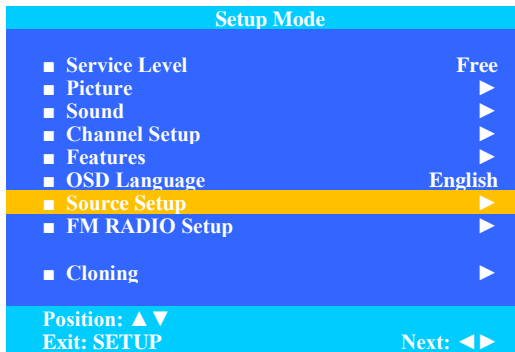 Setup Mode
■ Service Level Free
■ Picture ►
■ Sound ►
■ Channel Setup ►
■ Features ►
■ OSD Language English
■ Source Setup ►
■ FM RADIO Setup ►
■ Cloning ►
Position: ▲▼
Exit: SETUP Next: ◄►